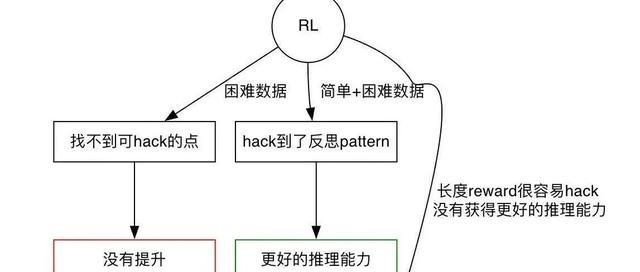 RL
困难数据
简单+困难数据
找不到可hack的点
hack到了反思pattern
长度reward很容易hack
没有获得更好的推理能力
没有提升
更好的推理能力